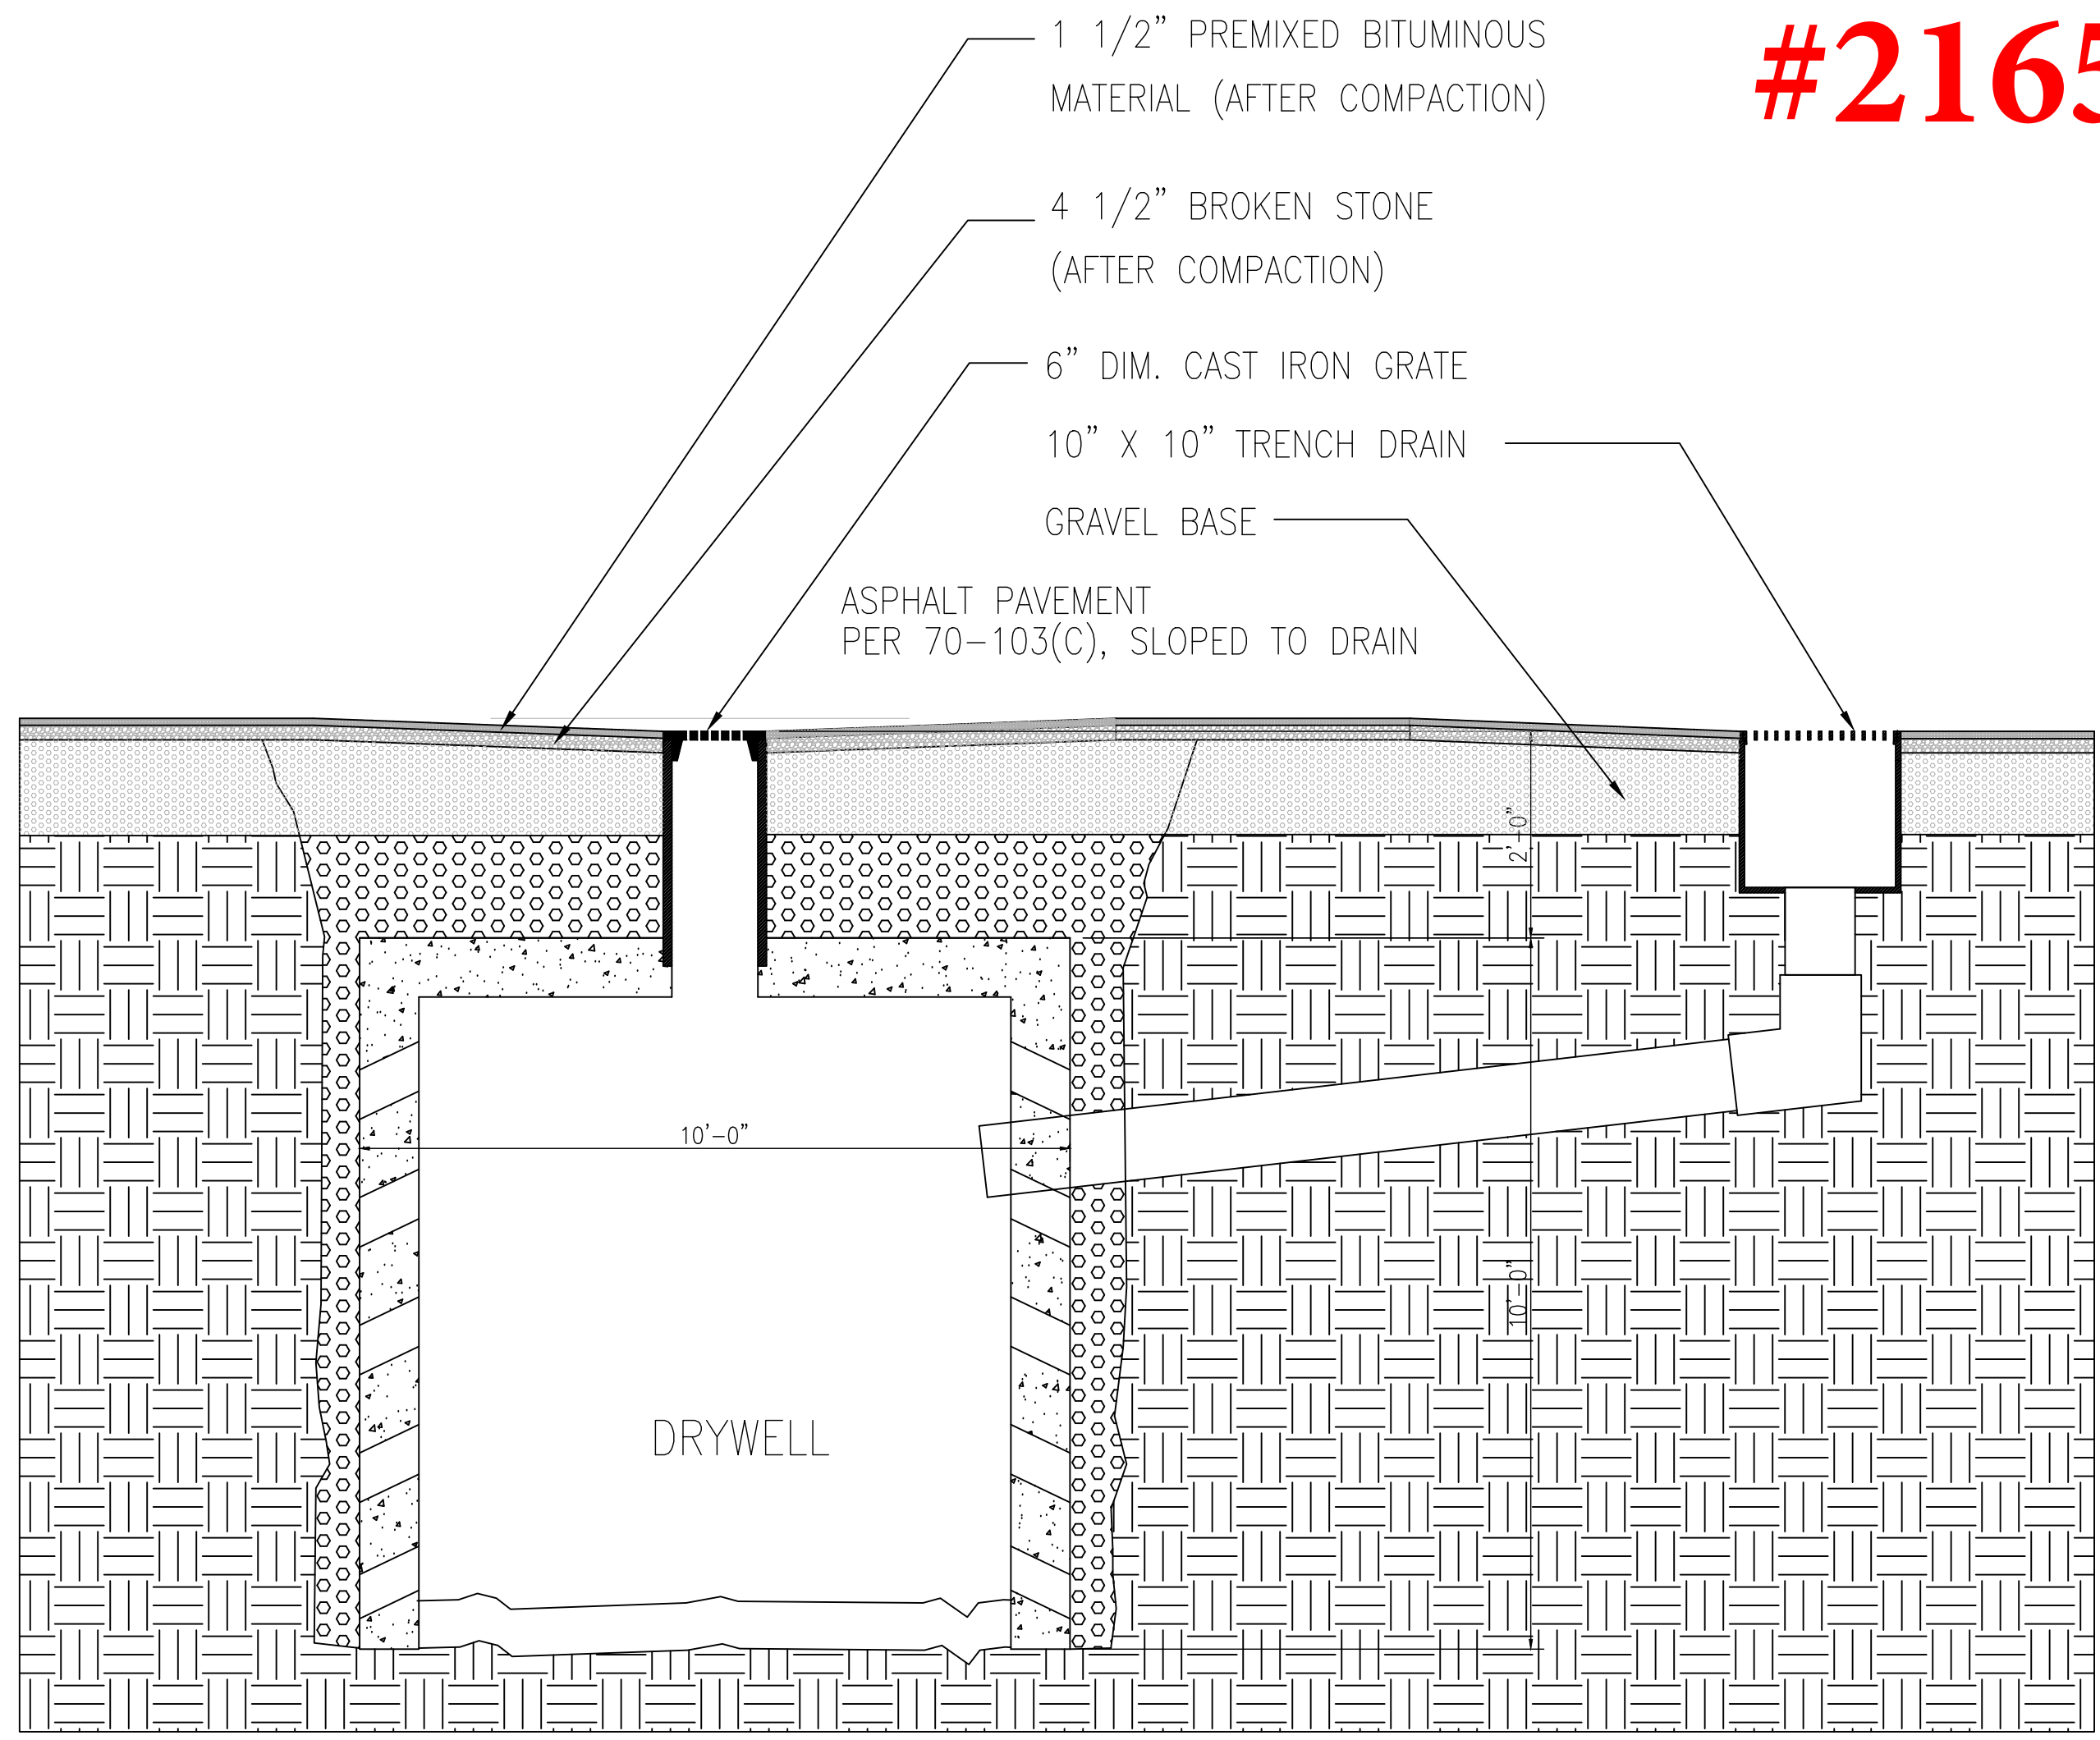 #2165
1 1/2" PREMIXED BITUMINOUS
MATERIAL (AFTER COMPACTION)
4 1/2" BROKEN STONE
(AFTER COMPACTION)
6" DIM. CAST IRON GRATE
10" X 10" TRENCH DRAIN
GRAVEL BASE
ASPHALT PAVEMENT
PER 70-103(C), SLOPED TO DRAIN
2'-0"
10'-0"
10'-0"
DRYWELL